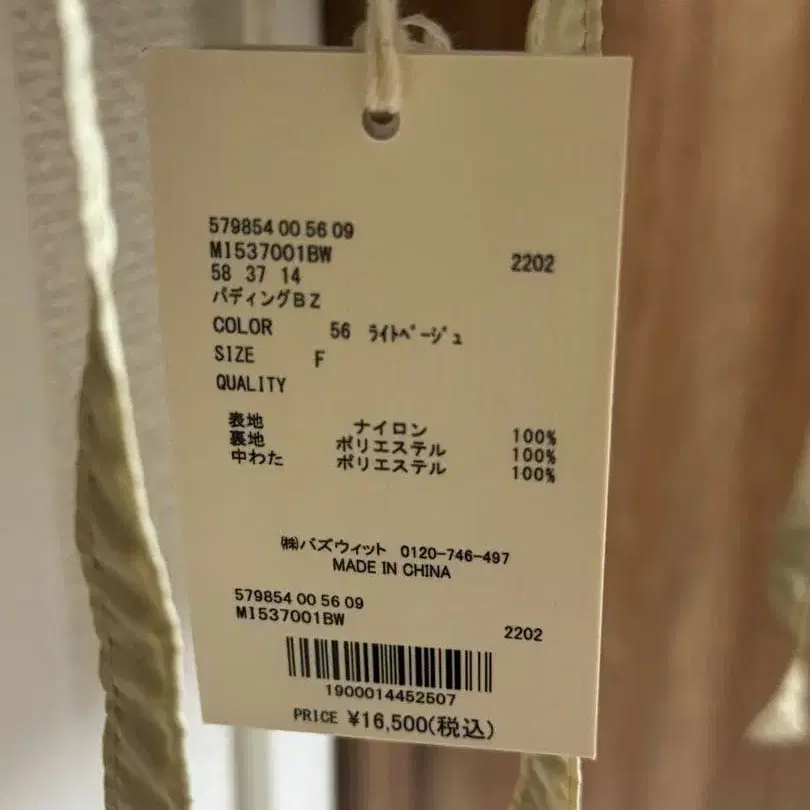 579854 00 56 09
MI537001BW 2202
58 37 14
パディングBZ
COLOR 56 ライトベージュ
SIZE F
QUALITY
表地 ナイロン 100%
裏地 ポリエステル 100%
中わた ポリエステル 100%
㈱バズウィット 0120-746-497
MADE IN CHINA
579854 00 56 09
MI537001BW 2202
1900014452507
PRICE ¥16,500(税込)